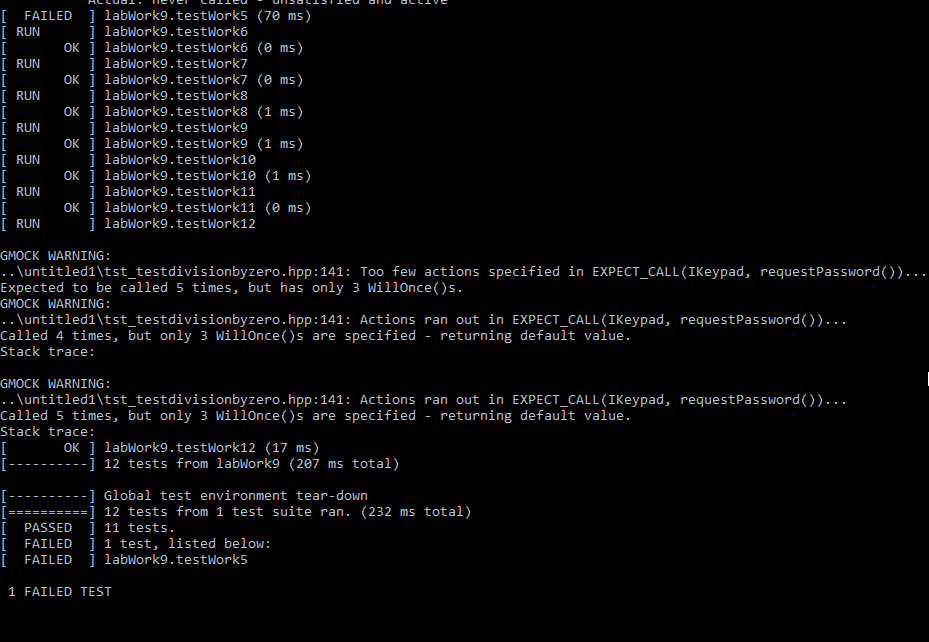 Actual: never called - unsatisfied and active
[  FAILED  ] labWork9.testWork5 (70 ms)
[ RUN      ] labWork9.testWork6
[       OK ] labWork9.testWork6 (0 ms)
[ RUN      ] labWork9.testWork7
[       OK ] labWork9.testWork7 (0 ms)
[ RUN      ] labWork9.testWork8
[       OK ] labWork9.testWork8 (1 ms)
[ RUN      ] labWork9.testWork9
[       OK ] labWork9.testWork9 (1 ms)
[ RUN      ] labWork9.testWork10
[       OK ] labWork9.testWork10 (1 ms)
[ RUN      ] labWork9.testWork11
[       OK ] labWork9.testWork11 (0 ms)
[ RUN      ] labWork9.testWork12
GMOCK WARNING:
..\untitled1\tst_testdivisionbyzero.hpp:141: Too few actions specified in EXPECT_CALL(IKeypad, requestPassword())...
Expected to be called 5 times, but has only 3 WillOnce()s.
GMOCK WARNING:
..\untitled1\tst_testdivisionbyzero.hpp:141: Actions ran out in EXPECT_CALL(IKeypad, requestPassword())...
Called 4 times, but only 3 WillOnce()s are specified - returning default value.
Stack trace:
GMOCK WARNING:
..\untitled1\tst_testdivisionbyzero.hpp:141: Actions ran out in EXPECT_CALL(IKeypad, requestPassword())...
Called 5 times, but only 3 WillOnce()s are specified - returning default value.
Stack trace:
[       OK ] labWork9.testWork12 (17 ms)
[----------] 12 tests from labWork9 (207 ms total)
[----------] Global test environment tear-down
[==========] 12 tests from 1 test suite ran. (232 ms total)
[  PASSED  ] 11 tests.
[  FAILED  ] 1 test, listed below:
[  FAILED  ] labWork9.testWork5
1 FAILED TEST